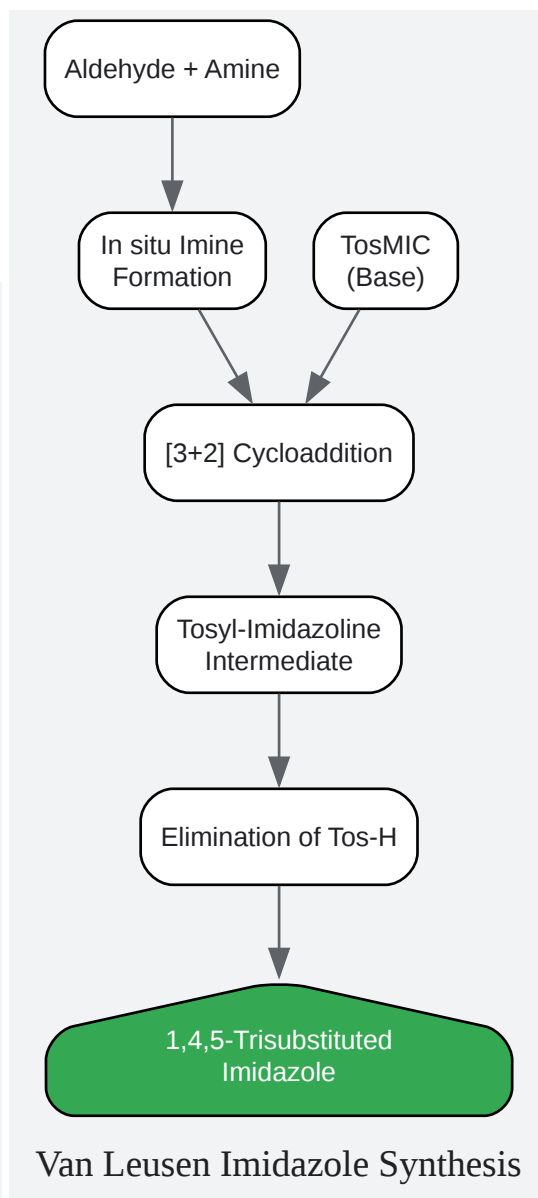 Aldehyde + Amine
In situ Imine
Formation
TosMIC
(Base)
[3+2] Cycloaddition
Tosyl-Imidazoline
Intermediate
Elimination of Tos-H
1,4,5-Trisubstituted
Imidazole
Van Leusen Imidazole Synthesis